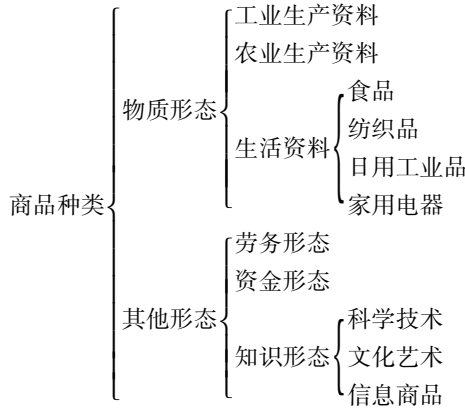 工业生产资料
农业生产资料
物质形态
食品
纺织品
生活资料
日用工业品
家用电器
商品种类
劳务形态
资金形态
其他形态
科学技术
知识形态
文化艺术
信息商品